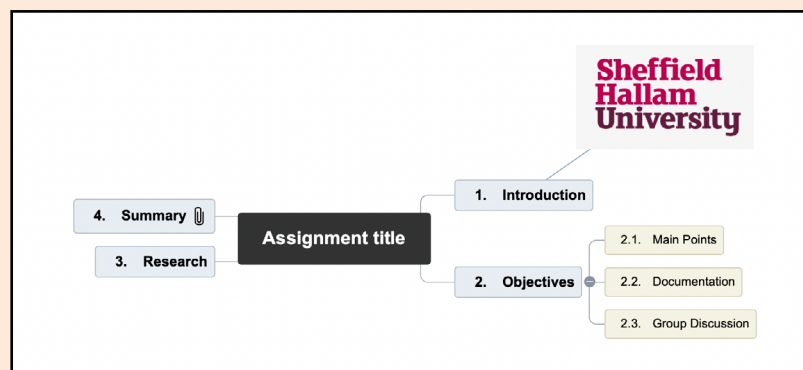 Sheffield
Hallam
University
Assignment title
1. Introduction
2. Objectives
2.1. Main Points
2.2. Documentation
2.3. Group Discussion
3. Research
4. Summary